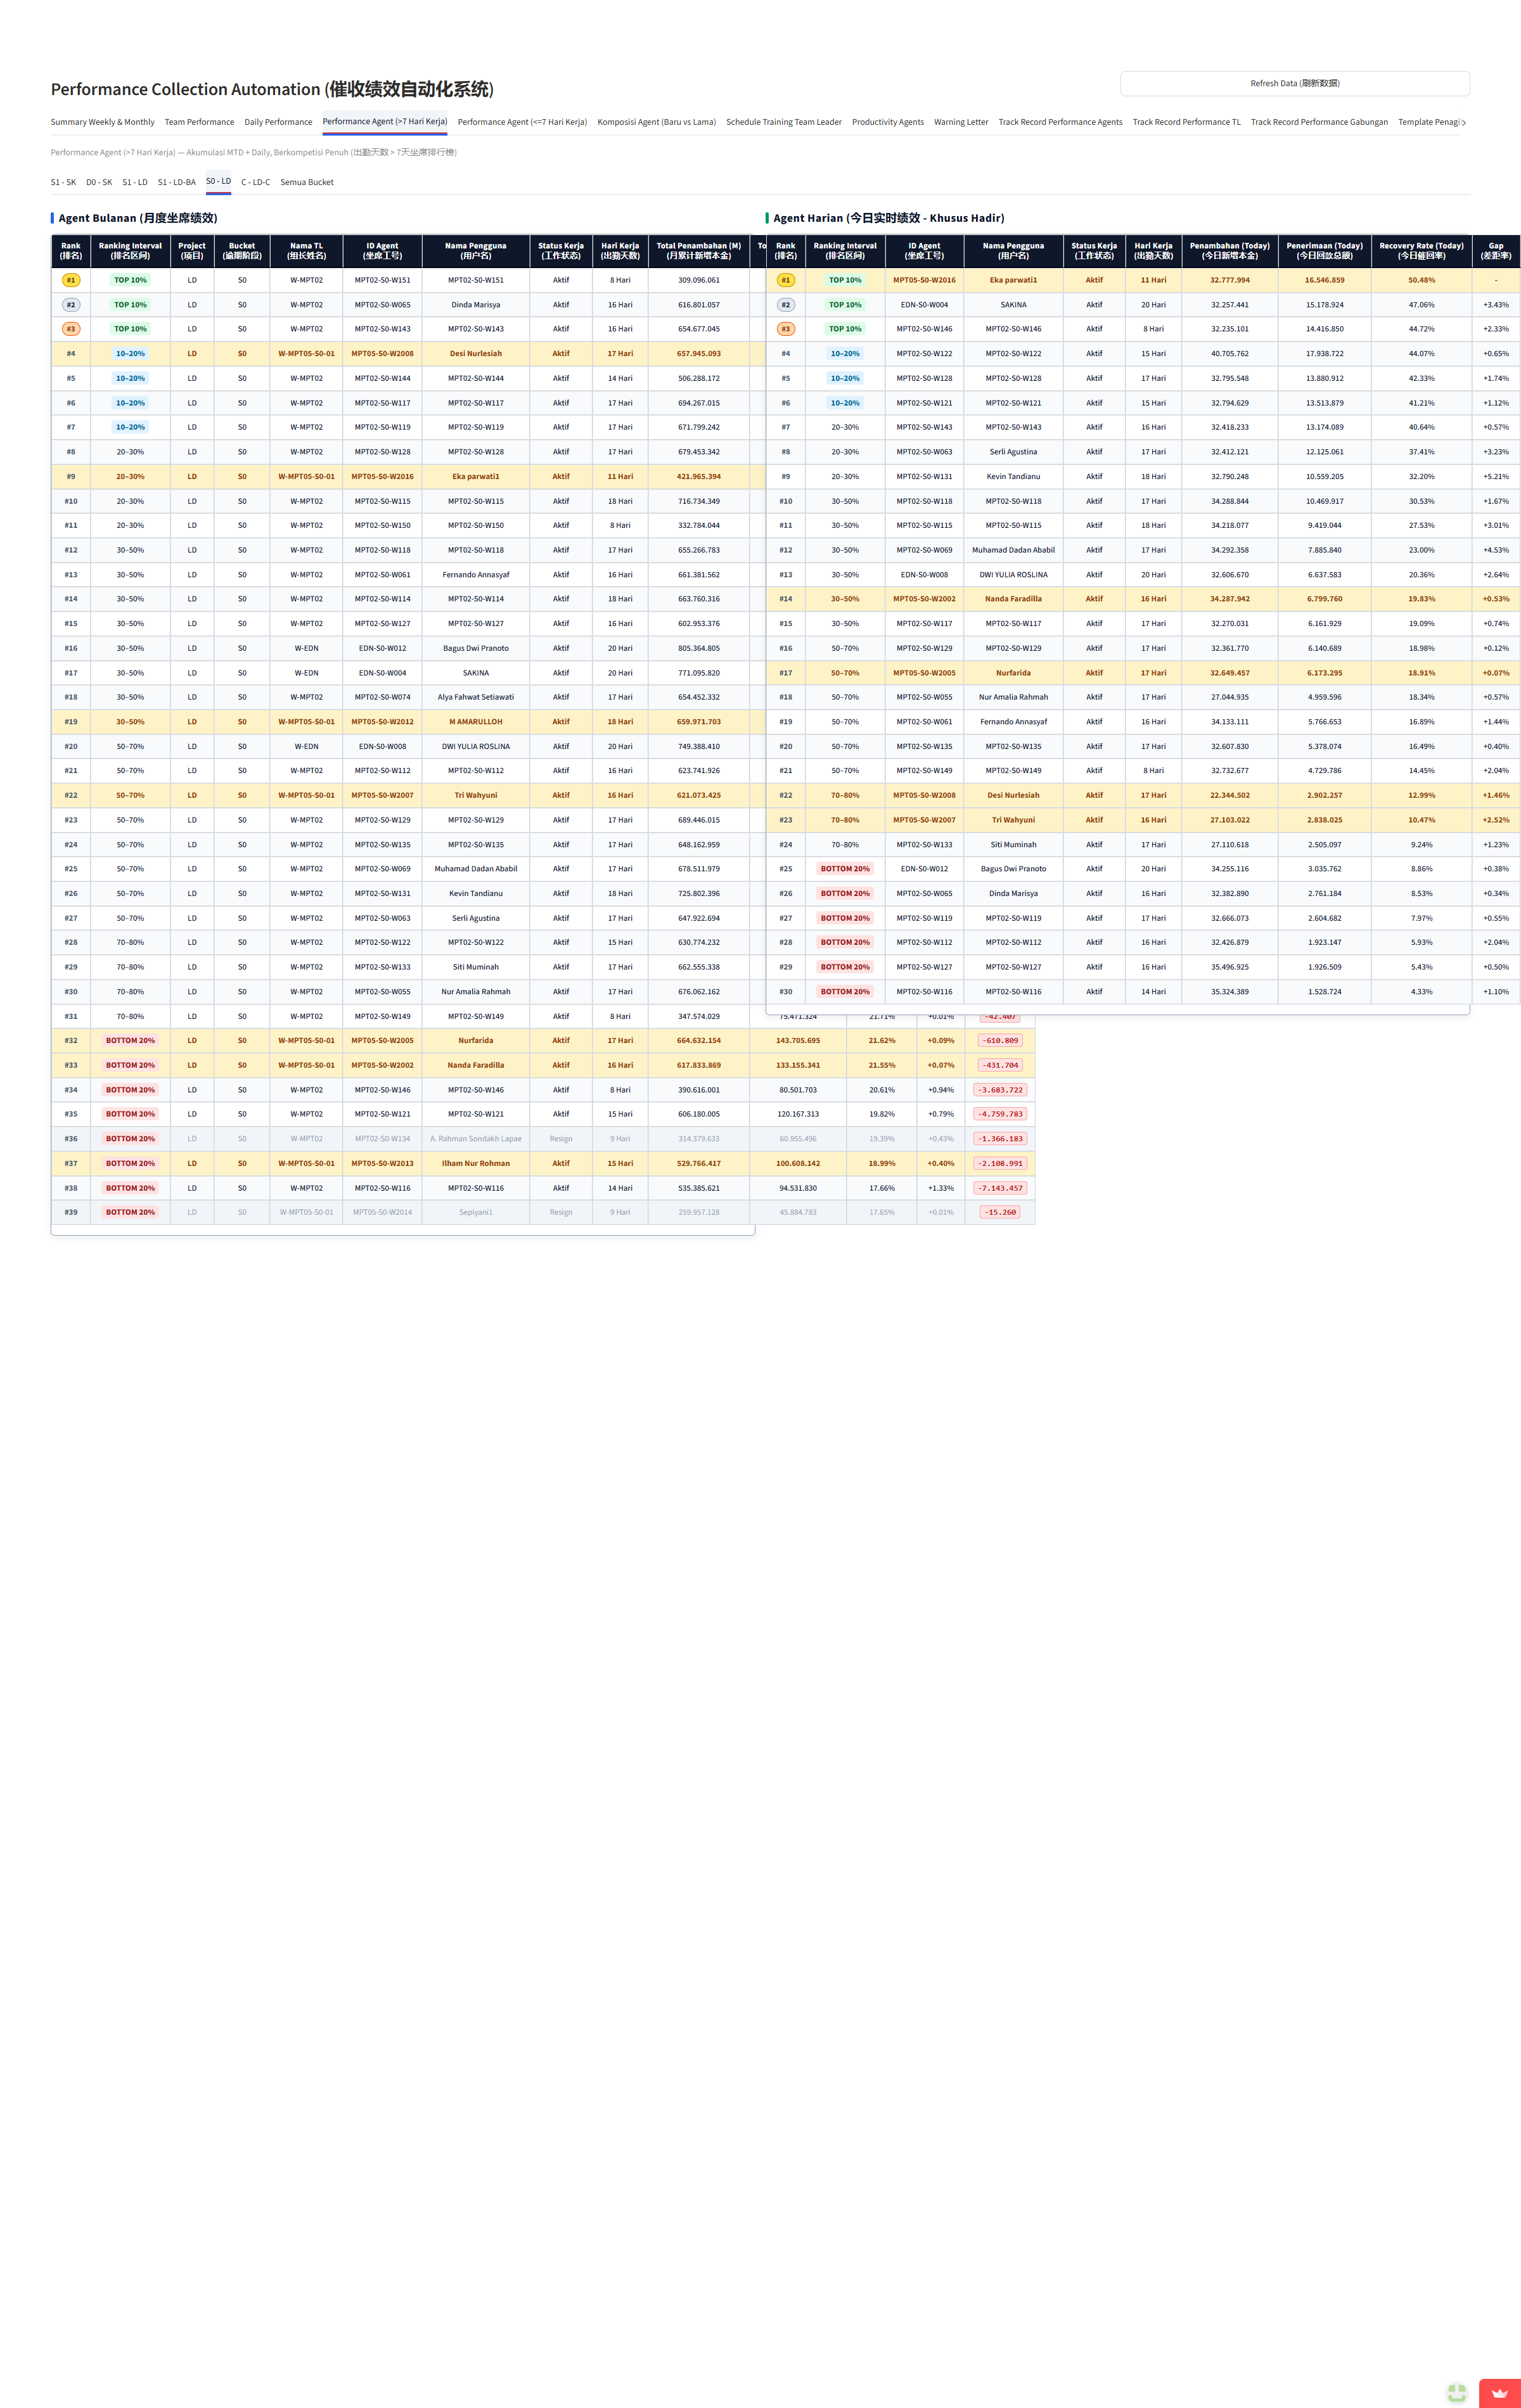 Performance Collection Automation (催收绩效自动化系统)
Refresh Data (刷新数据)
Summary Weekly & Monthly Team Performance Daily Performance Performance Agent (>7 Hari Kerja) Performance Agent (<=7 Hari Kerja) Komposisi Agent (Baru vs Lama) Schedule Training Team Leader Productivity Agents Warning Letter Track Record Performance Agents Track Record Performance TL Track Record Performance Gabungan Template Penagi
Performance Agent (>7 Hari Kerja) — Akumulasi MTD + Daily, Berkompetisi Penuh (出勤天数 > 7天坐席排行榜)
S1 - SK D0 - SK S1 - LD S1 - LD-BA S0 - LD C - LD-C Semua Bucket
Agent Bulanan (月度坐席绩效)
Rank Ranking Interval Project Bucket Nama TL ID Agent Nama Pengguna Status Kerja Hari Kerja Total Penambahan (M) To
(排名) (排名区间) (项目) (逾期阶段) (组长姓名) (坐席工号) (用户名) (工作状态) (出勤天数) (月累计新增本金)
#1 TOP 10% LD S0 W-MPT02 MPT02-S0-W151 MPT02-S0-W151 Aktif 8 Hari 309.096.061
#2 TOP 10% LD S0 W-MPT02 MPT02-S0-W065 Dinda Marisya Aktif 16 Hari 616.801.057
#3 TOP 10% LD S0 W-MPT02 MPT02-S0-W143 MPT02-S0-W143 Aktif 16 Hari 654.677.045
#4 10–20% LD S0 W-MPT05-S0-01 MPT05-S0-W2008 Desi Nurlesiah Aktif 17 Hari 657.945.093
#5 10–20% LD S0 W-MPT02 MPT02-S0-W144 MPT02-S0-W144 Aktif 14 Hari 506.288.172
#6 10–20% LD S0 W-MPT02 MPT02-S0-W117 MPT02-S0-W117 Aktif 17 Hari 694.267.015
#7 10–20% LD S0 W-MPT02 MPT02-S0-W119 MPT02-S0-W119 Aktif 17 Hari 671.799.242
#8 20–30% LD S0 W-MPT02 MPT02-S0-W128 MPT02-S0-W128 Aktif 17 Hari 679.453.342
#9 20–30% LD S0 W-MPT05-S0-01 MPT05-S0-W2016 Eka parwati1 Aktif 11 Hari 421.965.394
#10 20–30% LD S0 W-MPT02 MPT02-S0-W115 MPT02-S0-W115 Aktif 18 Hari 716.734.349
#11 20–30% LD S0 W-MPT02 MPT02-S0-W150 MPT02-S0-W150 Aktif 8 Hari 332.784.044
#12 30–50% LD S0 W-MPT02 MPT02-S0-W118 MPT02-S0-W118 Aktif 17 Hari 655.266.783
#13 30–50% LD S0 W-MPT02 MPT02-S0-W061 Fernando Annasyaf Aktif 16 Hari 661.381.562
#14 30–50% LD S0 W-MPT02 MPT02-S0-W114 MPT02-S0-W114 Aktif 18 Hari 663.760.316
#15 30–50% LD S0 W-MPT02 MPT02-S0-W127 MPT02-S0-W127 Aktif 16 Hari 602.953.376
#16 30–50% LD S0 W-EDN EDN-S0-W012 Bagus Dwi Pranoto Aktif 20 Hari 805.364.805
#17 30–50% LD S0 W-EDN EDN-S0-W004 SAKINA Aktif 20 Hari 771.095.820
#18 30–50% LD S0 W-MPT02 MPT02-S0-W074 Alya Fahwat Setiawati Aktif 17 Hari 654.452.332
#19 30–50% LD S0 W-MPT05-S0-01 MPT05-S0-W2012 M AMARULLOH Aktif 18 Hari 659.971.703
#20 50–70% LD S0 W-EDN EDN-S0-W008 DWI YULIA ROSLINA Aktif 20 Hari 749.388.410
#21 50–70% LD S0 W-MPT02 MPT02-S0-W112 MPT02-S0-W112 Aktif 16 Hari 623.741.926
#22 50–70% LD S0 W-MPT05-S0-01 MPT05-S0-W2007 Tri Wahyuni Aktif 16 Hari 621.073.425
#23 50–70% LD S0 W-MPT02 MPT02-S0-W129 MPT02-S0-W129 Aktif 17 Hari 689.446.015
#24 50–70% LD S0 W-MPT02 MPT02-S0-W135 MPT02-S0-W135 Aktif 17 Hari 648.162.959
#25 50–70% LD S0 W-MPT02 MPT02-S0-W069 Muhamad Dadan Ababil Aktif 17 Hari 678.511.979
#26 50–70% LD S0 W-MPT02 MPT02-S0-W131 Kevin Tandianu Aktif 18 Hari 725.802.396
#27 50–70% LD S0 W-MPT02 MPT02-S0-W063 Serli Agustina Aktif 17 Hari 647.922.694
#28 70–80% LD S0 W-MPT02 MPT02-S0-W122 MPT02-S0-W122 Aktif 15 Hari 630.774.232
#29 70–80% LD S0 W-MPT02 MPT02-S0-W133 Siti Muminah Aktif 17 Hari 662.555.338
#30 70–80% LD S0 W-MPT02 MPT02-S0-W055 Nur Amalia Rahmah Aktif 17 Hari 676.062.162
#31 70–80% LD S0 W-MPT02 MPT02-S0-W149 MPT02-S0-W149 Aktif 8 Hari 347.574.029 75.471.324 21.71% +0.01% -42.407
#32 BOTTOM 20% LD S0 W-MPT05-S0-01 MPT05-S0-W2005 Nurfarida Aktif 17 Hari 664.632.154 143.705.695 21.62% +0.09% -610.809
#33 BOTTOM 20% LD S0 W-MPT05-S0-01 MPT05-S0-W2002 Nanda Faradilla Aktif 16 Hari 617.833.869 133.155.341 21.55% +0.07% -431.704
#34 BOTTOM 20% LD S0 W-MPT02 MPT02-S0-W146 MPT02-S0-W146 Aktif 8 Hari 390.616.001 80.501.703 20.61% +0.94% -3.683.722
#35 BOTTOM 20% LD S0 W-MPT02 MPT02-S0-W121 MPT02-S0-W121 Aktif 15 Hari 606.180.005 120.167.313 19.82% +0.79% -4.759.783
#36 BOTTOM 20% LD S0 W-MPT02 MPT02-S0-W134 A. Rahman Sondakh Lapae Resign 9 Hari 314.379.633 60.955.496 19.39% +0.43% -1.366.183
#37 BOTTOM 20% LD S0 W-MPT05-S0-01 MPT05-S0-W2013 Ilham Nur Rohman Aktif 15 Hari 529.766.417 100.608.142 18.99% +0.40% -2.108.991
#38 BOTTOM 20% LD S0 W-MPT02 MPT02-S0-W116 MPT02-S0-W116 Aktif 14 Hari 535.385.621 94.531.830 17.66% +1.33% -7.143.457
#39 BOTTOM 20% LD S0 W-MPT05-S0-01 MPT05-S0-W2014 Sepiyani1 Resign 9 Hari 259.957.128 45.884.783 17.65% +0.01% -15.260
Agent Harian (今日实时绩效 - Khusus Hadir)
Rank Ranking Interval ID Agent Nama Pengguna Status Kerja Hari Kerja Penambahan (Today) Penerimaan (Today) Recovery Rate (Today) Gap
(排名) (排名区间) (坐席工号) (用户名) (工作状态) (出勤天数) (今日新增本金) (今日回款总额) (今日催回率) (差距率)
#1 TOP 10% MPT05-S0-W2016 Eka parwati1 Aktif 11 Hari 32.777.994 16.546.859 50.48% -
#2 TOP 10% EDN-S0-W004 SAKINA Aktif 20 Hari 32.257.441 15.178.924 47.06% +3.43%
#3 TOP 10% MPT02-S0-W146 MPT02-S0-W146 Aktif 8 Hari 32.235.101 14.416.850 44.72% +2.33%
#4 10–20% MPT02-S0-W122 MPT02-S0-W122 Aktif 15 Hari 40.705.762 17.938.722 44.07% +0.65%
#5 10–20% MPT02-S0-W128 MPT02-S0-W128 Aktif 17 Hari 32.795.548 13.880.912 42.33% +1.74%
#6 10–20% MPT02-S0-W121 MPT02-S0-W121 Aktif 15 Hari 32.794.629 13.513.879 41.21% +1.12%
#7 20–30% MPT02-S0-W143 MPT02-S0-W143 Aktif 16 Hari 32.418.233 13.174.089 40.64% +0.57%
#8 20–30% MPT02-S0-W063 Serli Agustina Aktif 17 Hari 32.412.121 12.125.061 37.41% +3.23%
#9 20–30% MPT02-S0-W131 Kevin Tandianu Aktif 18 Hari 32.790.248 10.559.205 32.20% +5.21%
#10 30–50% MPT02-S0-W118 MPT02-S0-W118 Aktif 17 Hari 34.288.844 10.469.917 30.53% +1.67%
#11 30–50% MPT02-S0-W115 MPT02-S0-W115 Aktif 18 Hari 34.218.077 9.419.044 27.53% +3.01%
#12 30–50% MPT02-S0-W069 Muhamad Dadan Ababil Aktif 17 Hari 34.292.358 7.885.840 23.00% +4.53%
#13 30–50% EDN-S0-W008 DWI YULIA ROSLINA Aktif 20 Hari 32.606.670 6.637.583 20.36% +2.64%
#14 30–50% MPT05-S0-W2002 Nanda Faradilla Aktif 16 Hari 34.287.942 6.799.760 19.83% +0.53%
#15 30–50% MPT02-S0-W117 MPT02-S0-W117 Aktif 17 Hari 32.270.031 6.161.929 19.09% +0.74%
#16 50–70% MPT02-S0-W129 MPT02-S0-W129 Aktif 17 Hari 32.361.770 6.140.689 18.98% +0.12%
#17 50–70% MPT05-S0-W2005 Nurfarida Aktif 17 Hari 32.649.457 6.173.295 18.91% +0.07%
#18 50–70% MPT02-S0-W055 Nur Amalia Rahmah Aktif 17 Hari 27.044.935 4.959.596 18.34% +0.57%
#19 50–70% MPT02-S0-W061 Fernando Annasyaf Aktif 16 Hari 34.133.111 5.766.653 16.89% +1.44%
#20 50–70% MPT02-S0-W135 MPT02-S0-W135 Aktif 17 Hari 32.607.830 5.378.074 16.49% +0.40%
#21 50–70% MPT02-S0-W149 MPT02-S0-W149 Aktif 8 Hari 32.732.677 4.729.786 14.45% +2.04%
#22 70–80% MPT05-S0-W2008 Desi Nurlesiah Aktif 17 Hari 22.344.502 2.902.257 12.99% +1.46%
#23 70–80% MPT05-S0-W2007 Tri Wahyuni Aktif 16 Hari 27.103.022 2.838.025 10.47% +2.52%
#24 70–80% MPT02-S0-W133 Siti Muminah Aktif 17 Hari 27.110.618 2.505.097 9.24% +1.23%
#25 BOTTOM 20% EDN-S0-W012 Bagus Dwi Pranoto Aktif 20 Hari 34.255.116 3.035.762 8.86% +0.38%
#26 BOTTOM 20% MPT02-S0-W065 Dinda Marisya Aktif 16 Hari 32.382.890 2.761.184 8.53% +0.34%
#27 BOTTOM 20% MPT02-S0-W119 MPT02-S0-W119 Aktif 17 Hari 32.666.073 2.604.682 7.97% +0.55%
#28 BOTTOM 20% MPT02-S0-W112 MPT02-S0-W112 Aktif 16 Hari 32.426.879 1.923.147 5.93% +2.04%
#29 BOTTOM 20% MPT02-S0-W127 MPT02-S0-W127 Aktif 16 Hari 35.496.925 1.926.509 5.43% +0.50%
#30 BOTTOM 20% MPT02-S0-W116 MPT02-S0-W116 Aktif 14 Hari 35.324.389 1.528.724 4.33% +1.10%